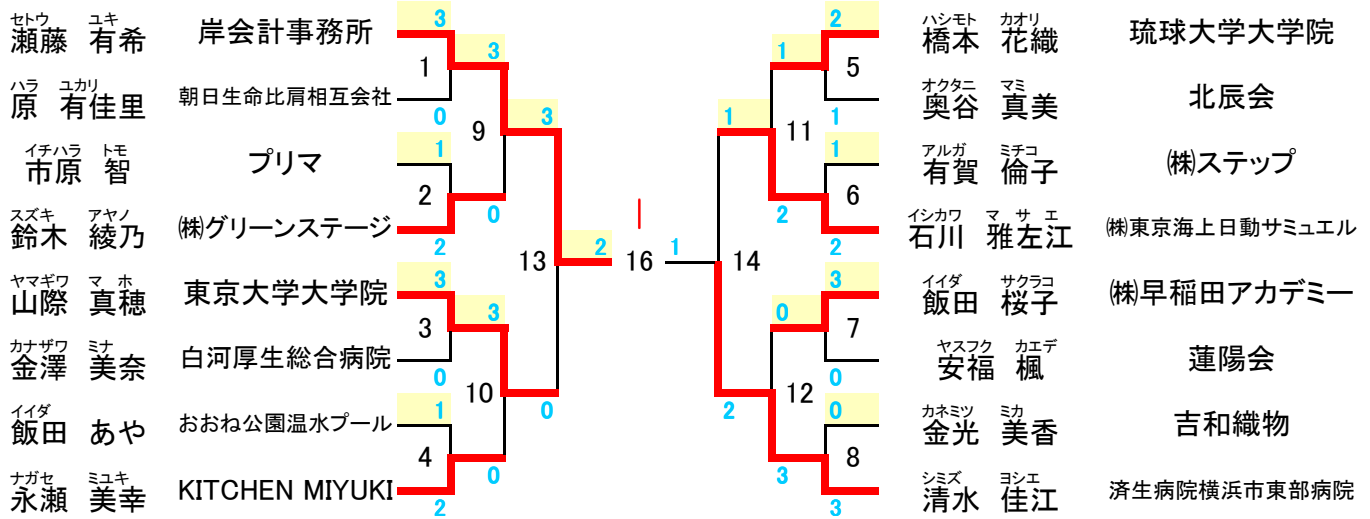 セトウ ユキ
瀬藤 有希 岸会計事務所 3
1
ハラ ユカリ
原 有佳里 朝日生命比肩相互会社 0
3
9
イチハラ トモ
市原 智 プリマ 1
2
スズキ アヤノ
鈴木 綾乃 ㈱グリーンステージ 2
0
3
13
ヤマギワ マホ
山際 真穂 東京大学大学院 3
3
カナザワ ミナ
金澤 美奈 白河厚生総合病院 0
3
10
イイダ
飯田 あや おおね公園温水プール 1
4
ナガセ ミユキ
永瀬 美幸 KITCHEN MIYUKI 2
0
0
2 16 1
ハシモト カオリ
2 橋本 花織 琉球大学大学院
5
オクタニ マミ
1 奥谷 真美 北辰会
1
11
アルガ ミチコ
1 有賀 倫子 ㈱ステップ
6
イシカワ マサエ
2 石川 雅左江 ㈱東京海上日動サミュエル
2
1
14
イイダ サクラコ
3 飯田 桜子 ㈱早稲田アカデミー
7
ヤスフク カエデ
0 安福 楓 蓮陽会
0
12
カネミツ ミカ
0 金光 美香 吉和織物
8
シミズ ヨシエ
3 清水 佳江 済生病院横浜市東部病院
3
2